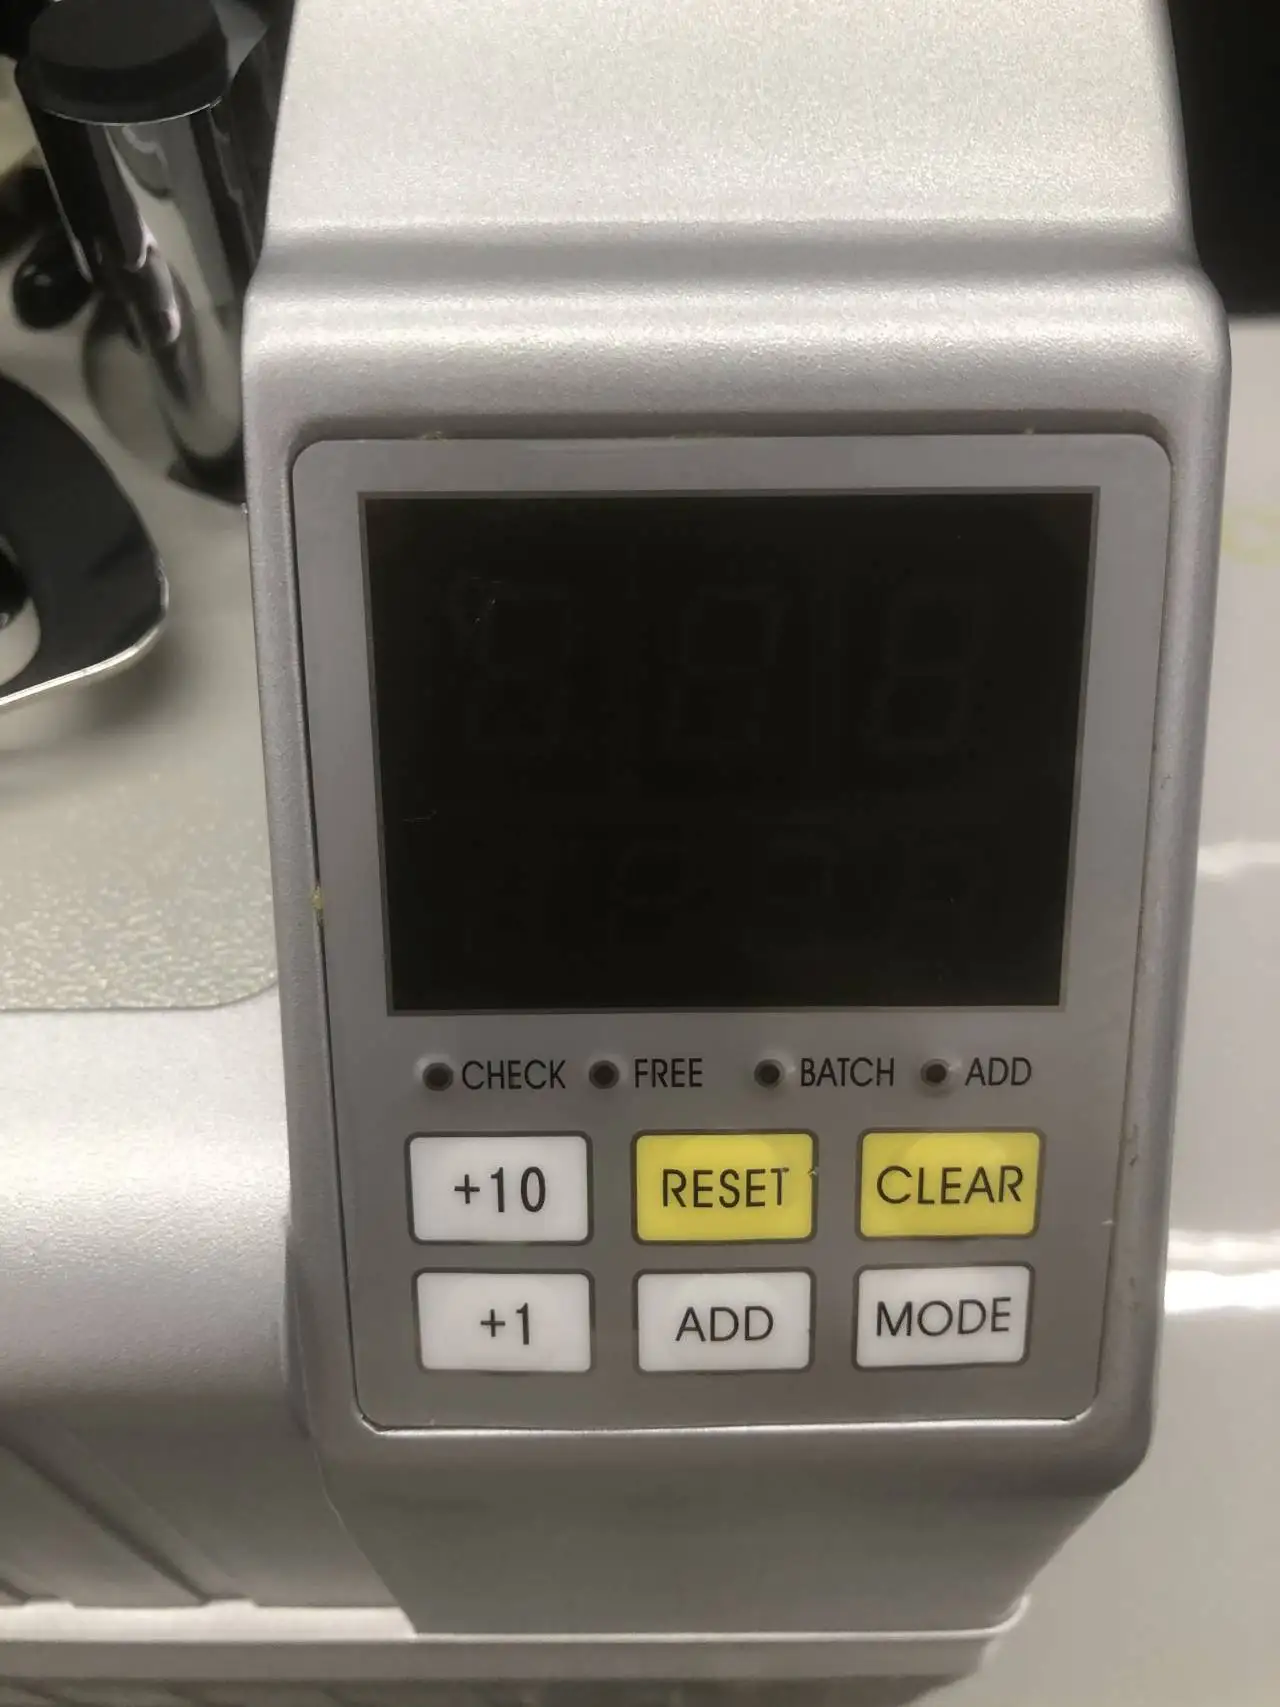 CHECK FREE BATCH ADD
+10 RESET CLEAR
+1 ADD MODE